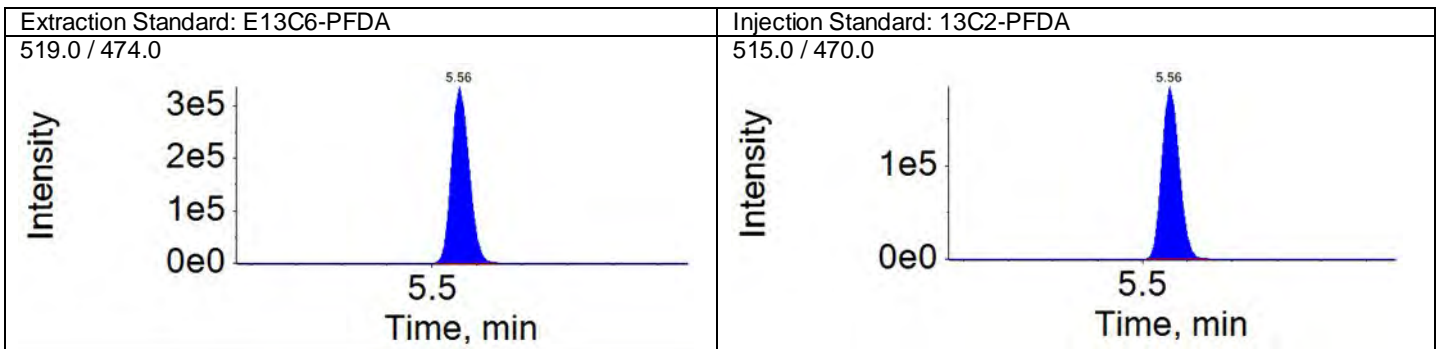 Extraction Standard: E13C6-PFDA
519.0 / 474.0
5.56
3e5
2e5
1e5
0e0
Intensity
5.5
Time, min
Injection Standard: 13C2-PFDA
515.0 / 470.0
5.56
1e5
0e0
Intensity
5.5
Time, min